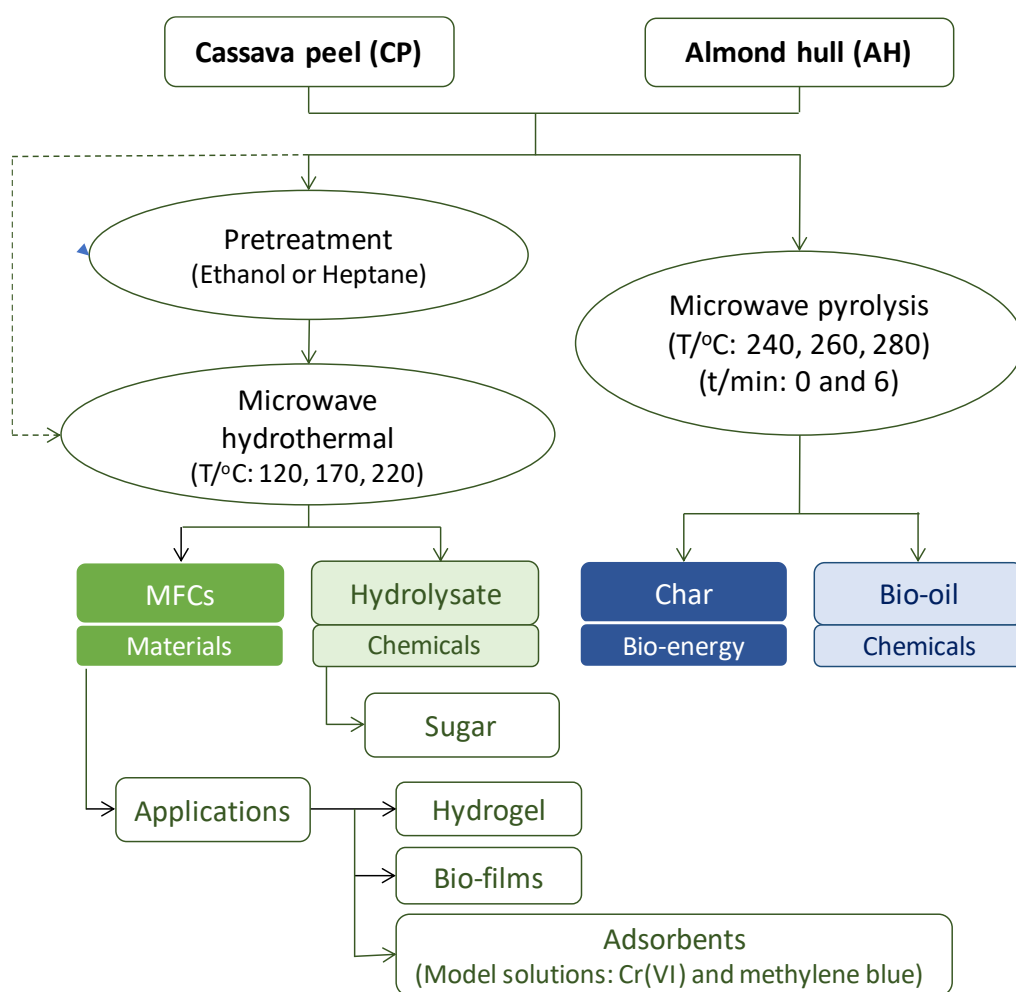 Cassava peel (CP)
Almond hull (AH)
Pretreatment
(Ethanol or Heptane)
Microwave pyrolysis
(T/ºC: 240, 260, 280)
(t/min: 0 and 6)
Microwave
hydrothermal
(T/ºC: 120, 170, 220)
MFCs
Materials
Hydrolysate
Chemicals
Char
Bio-energy
Bio-oil
Chemicals
Sugar
Applications
Hydrogel
Bio-films
Adsorbents
(Model solutions: Cr(VI) and methylene blue)